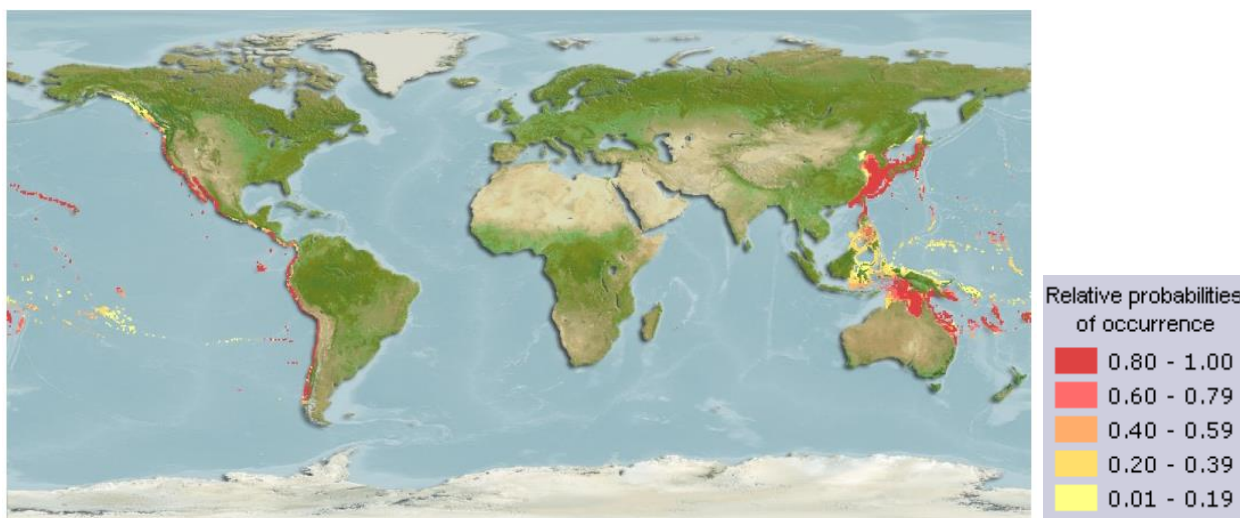 Relative probabilities
of occurrence
0.80 - 1.00
0.60 - 0.79
0.40 - 0.59
0.20 - 0.39
0.01 - 0.19